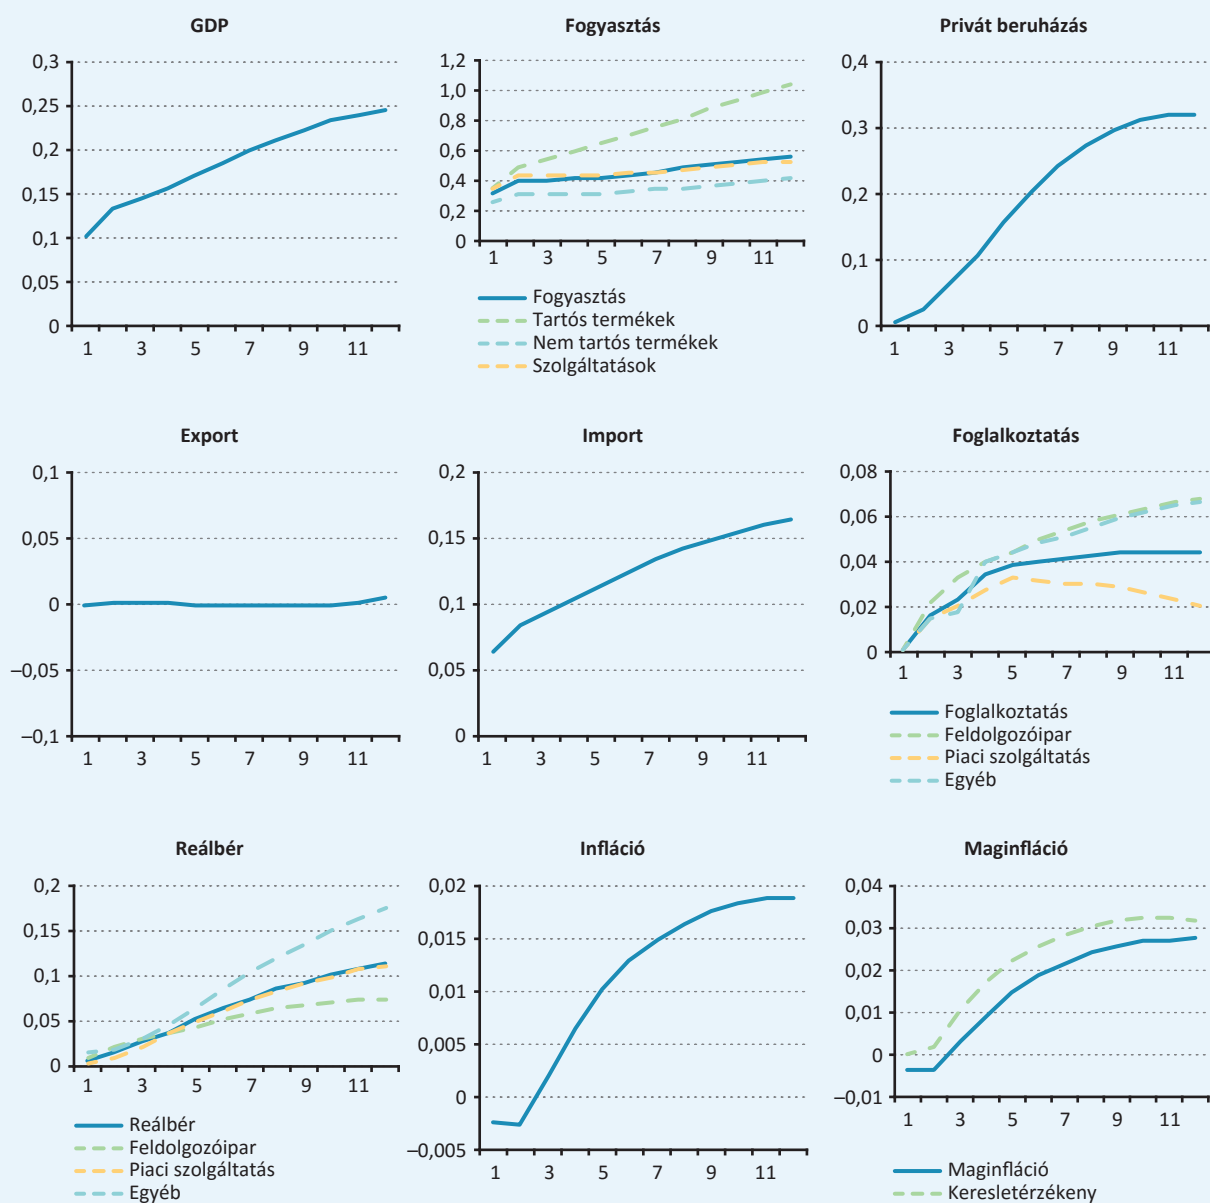 GDP
0,3
0,25
0,2
0,15
0,1
0,05
0
1 3 5 7 9 11
Fogyasztás
1,2
1,0
0,8
0,6
0,4
0,2
0
1 3 5 7 9 11
Fogyasztás
Tartós termékek
Nem tartós termékek
Szolgáltatások
Privát beruházás
0,4
0,3
0,2
0,1
0
1 3 5 7 9 11
Export
0,1
0,05
0
–0,05
–0,1
1 3 5 7 9 11
Import
0,2
0,15
0,1
0,05
0
1 3 5 7 9 11
Foglalkoztatás
0,08
0,06
0,04
0,02
0
1 3 5 7 9 11
Foglalkoztatás
Feldolgozóipar
Piaci szolgáltatás
Egyéb
Reálbér
0,2
0,15
0,1
0,05
0
1 3 5 7 9 11
Reálbér
Feldolgozóipar
Piaci szolgáltatás
Egyéb
Infláció
0,02
0,015
0,01
0,005
0
–0,005
1 3 5 7 9 11
Maginfláció
0,04
0,03
0,02
0,010
0
–0,01
1 3 5 7 9 11
Maginfláció
Keresletérzékeny